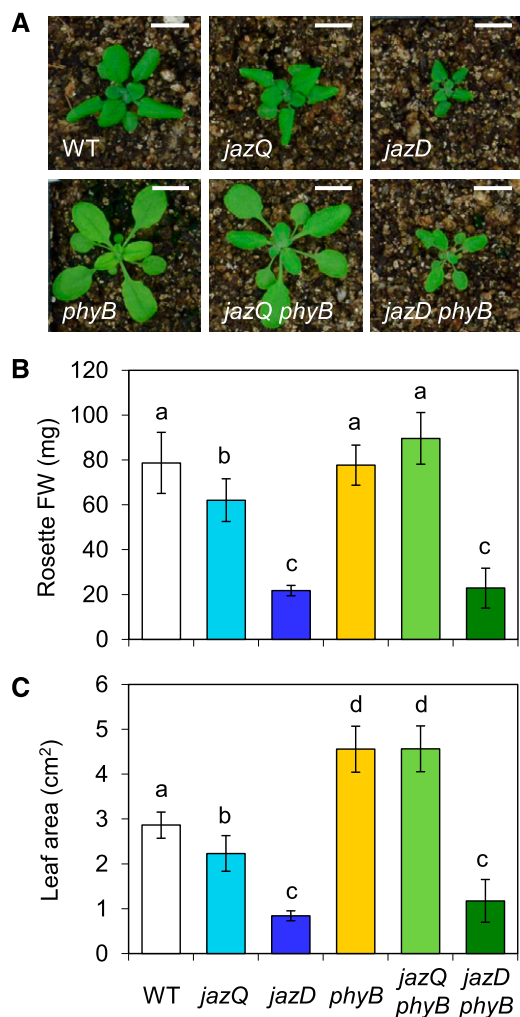 A
WT
jazQ
jazD
phyB
jazQ phyB
jazD phyB
B
Rosette FW (mg)
120
100
80
60
40
20
0
a
b
c
a
a
c
C
Leaf area (cm²)
6
5
4
3
2
1
0
a
b
c
d
d
c
WT
jazQ
jazD
phyB
jazQ
phyB
jazD
phyB